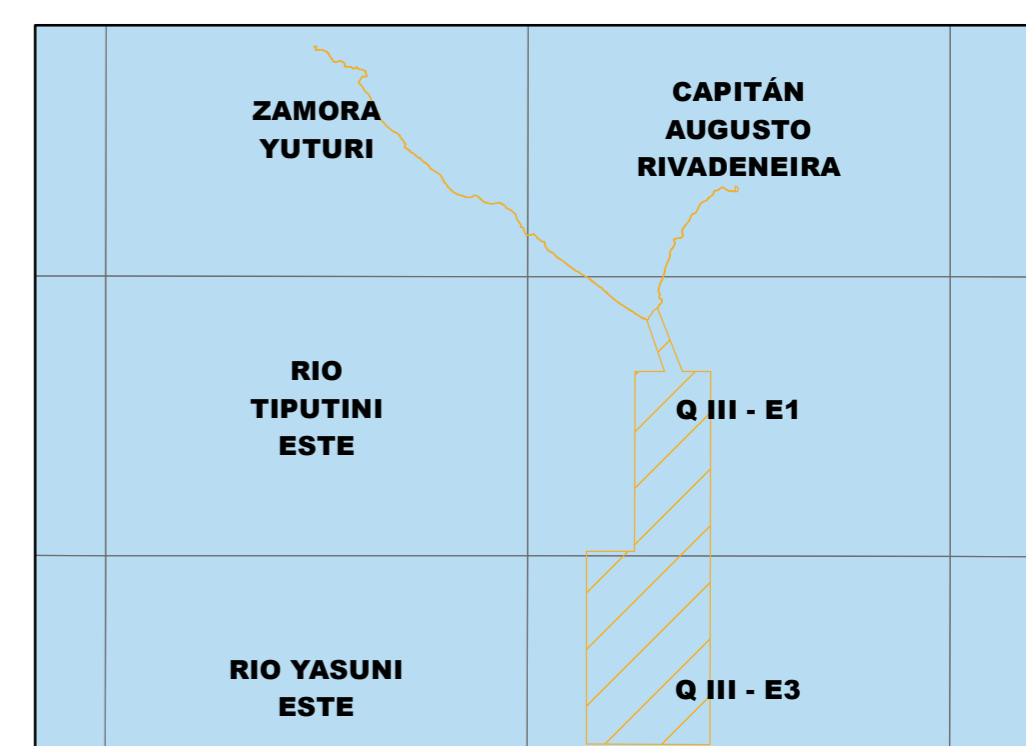 ZAMORA
YUTURI
CAPITÁN
AUGUSTO
RIVADENEIRA
RIO
TIPUTINI
ESTE
Q III - E1
RIO YASUNI
ESTE
Q III - E3